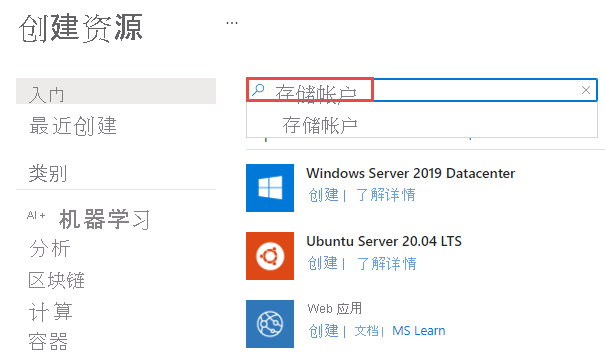 创建资源 ...
入门
最近创建
类别
AI + 机器学习
分析
区块链
计算
容器
存储帐户
存储帐户
Windows Server 2019 Datacenter
创建 | 了解详情
Ubuntu Server 20.04 LTS
创建 | 了解详情
Web 应用
创建 | 文档 | MS Learn